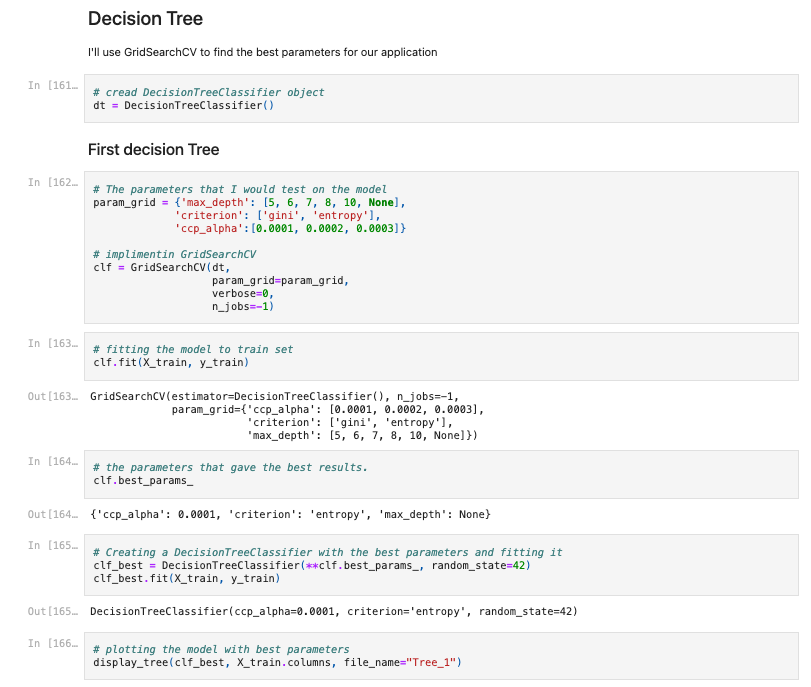 Decision Tree
I'll use GridSearchCV to find the best parameters for our application
In [161…
# cread DecisionTreeClassifier object
dt = DecisionTreeClassifier()
First decision Tree
In [162…
# The parameters that I would test on the model
param_grid = {'max_depth': [5, 6, 7, 8, 10, None],
             'criterion': ['gini', 'entropy'],
             'ccp_alpha':[0.0001, 0.0002, 0.0003]}
# implimentin GridSearchCV
clf = GridSearchCV(dt,
                   param_grid=param_grid,
                   verbose=0,
                   n_jobs=-1)
In [163…
# fitting the model to train set
clf.fit(X_train, y_train)
Out[163…
GridSearchCV(estimator=DecisionTreeClassifier(), n_jobs=-1,
             param_grid={'ccp_alpha': [0.0001, 0.0002, 0.0003],
                         'criterion': ['gini', 'entropy'],
                         'max_depth': [5, 6, 7, 8, 10, None]})
In [164…
# the parameters that gave the best results.
clf.best_params_
Out[164…
{'ccp_alpha': 0.0001, 'criterion': 'entropy', 'max_depth': None}
In [165…
# Creating a DecisionTreeClassifier with the best parameters and fitting it
clf_best = DecisionTreeClassifier(**clf.best_params_, random_state=42)
clf_best.fit(X_train, y_train)
Out[165…
DecisionTreeClassifier(ccp_alpha=0.0001, criterion='entropy', random_state=42)
In [166…
# plotting the model with best parameters
display_tree(clf_best, X_train.columns, file_name="Tree_1")